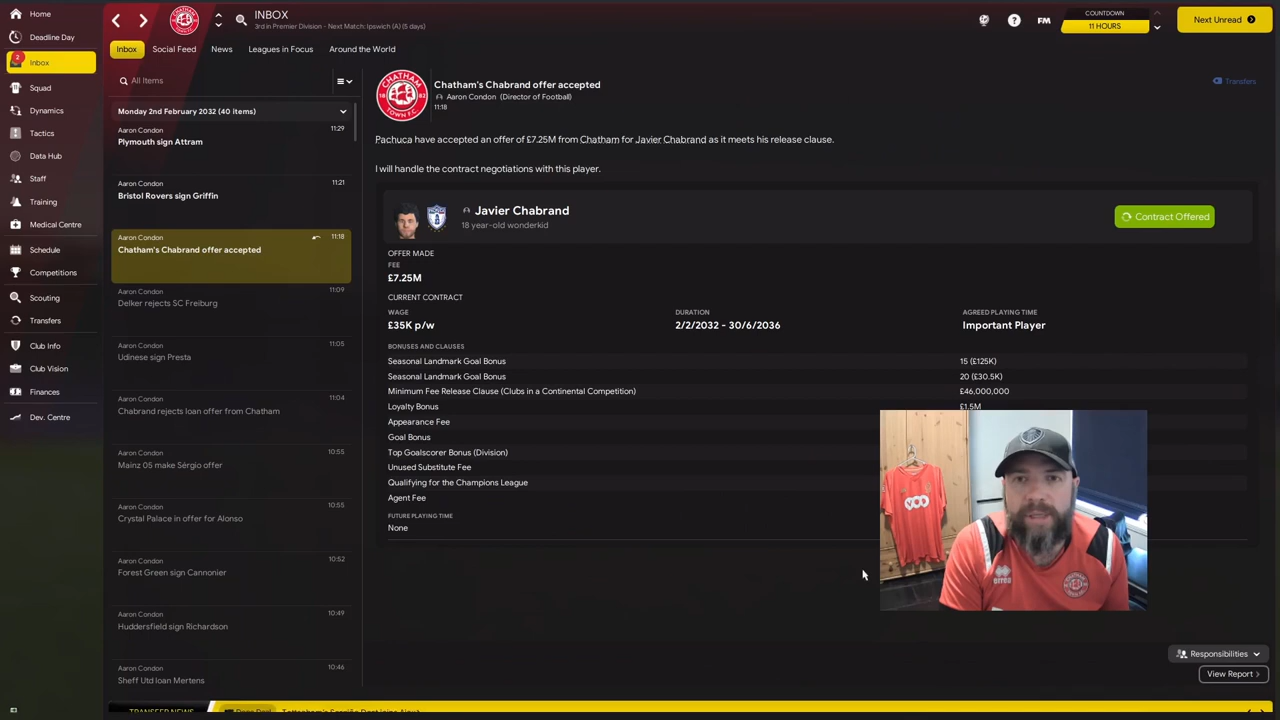 INBOX
3rd in Premier Division - Next Match: Ipswich (A) (5 days)
FM
COUNTDOWN
11 HOURS
Next Unread
Home
Deadline Day
2
Inbox
Squad
Dynamics
Tactics
Data Hub
Staff
Training
Medical Centre
Schedule
Competitions
Scouting
Transfers
Club Info
Club Vision
Finances
Dev. Centre
Inbox
Social Feed
News
Leagues in Focus
Around the World
All Items
Monday 2nd February 2032 (40 items)
Aaron Condon 11:29
Plymouth sign Attram
Aaron Condon 11:21
Bristol Rovers sign Griffin
Aaron Condon 11:18
Chatham's Chabrand offer accepted
Aaron Condon 11:09
Delker rejects SC Freiburg
Aaron Condon 11:05
Udinese sign Presta
Aaron Condon 11:04
Chabrand rejects loan offer from Chatham
Aaron Condon 10:55
Mainz 05 make Sérgio offer
Aaron Condon 10:55
Crystal Palace in offer for Alonso
Aaron Condon 10:52
Forest Green sign Cannonier
Aaron Condon 10:49
Huddersfield sign Richardson
Aaron Condon 10:46
Sheff Utd loan Mertens
CHATHAM
18 82
TOWN F.C
Chatham's Chabrand offer accepted
Aaron Condon (Director of Football)
11:18
Transfers
Pachuca have accepted an offer of £7.25M from Chatham for Javier Chabrand as it meets his release clause.
I will handle the contract negotiations with this player.
Javier Chabrand
18 year-old wonderkid
Contract Offered
OFFER MADE
FEE
£7.25M
CURRENT CONTRACT
WAGE DURATION AGREED PLAYING TIME
£35K p/w 2/2/2032 - 30/6/2036 Important Player
BONUSES AND CLAUSES
Seasonal Landmark Goal Bonus 15 (£125K)
Seasonal Landmark Goal Bonus 20 (£30.5K)
Minimum Fee Release Clause (Clubs in a Continental Competition) £46,000,000
Loyalty Bonus £1.5M
Appearance Fee
Goal Bonus
Top Goalscorer Bonus (Division)
Unused Substitute Fee
Qualifying for the Champions League
Agent Fee
FUTURE PLAYING TIME
None
Responsibilities
View Report
TRANSFER NEWS